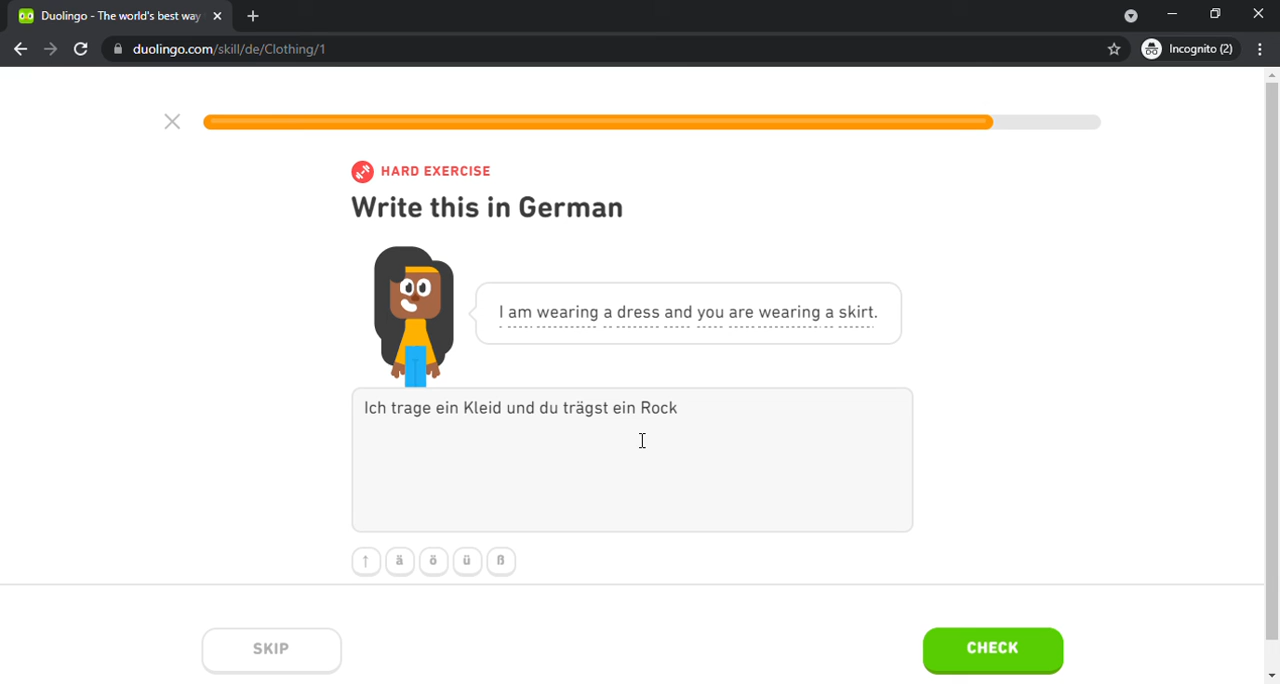 Duolingo - The world's best way
duolingo.com/skill/de/Clothing/1
Incognito (2)
HARD EXERCISE
Write this in German
I am wearing a dress and you are wearing a skirt.
Ich trage ein Kleid und du trägst ein Rock
↑ ä ö ü ß
SKIP
CHECK